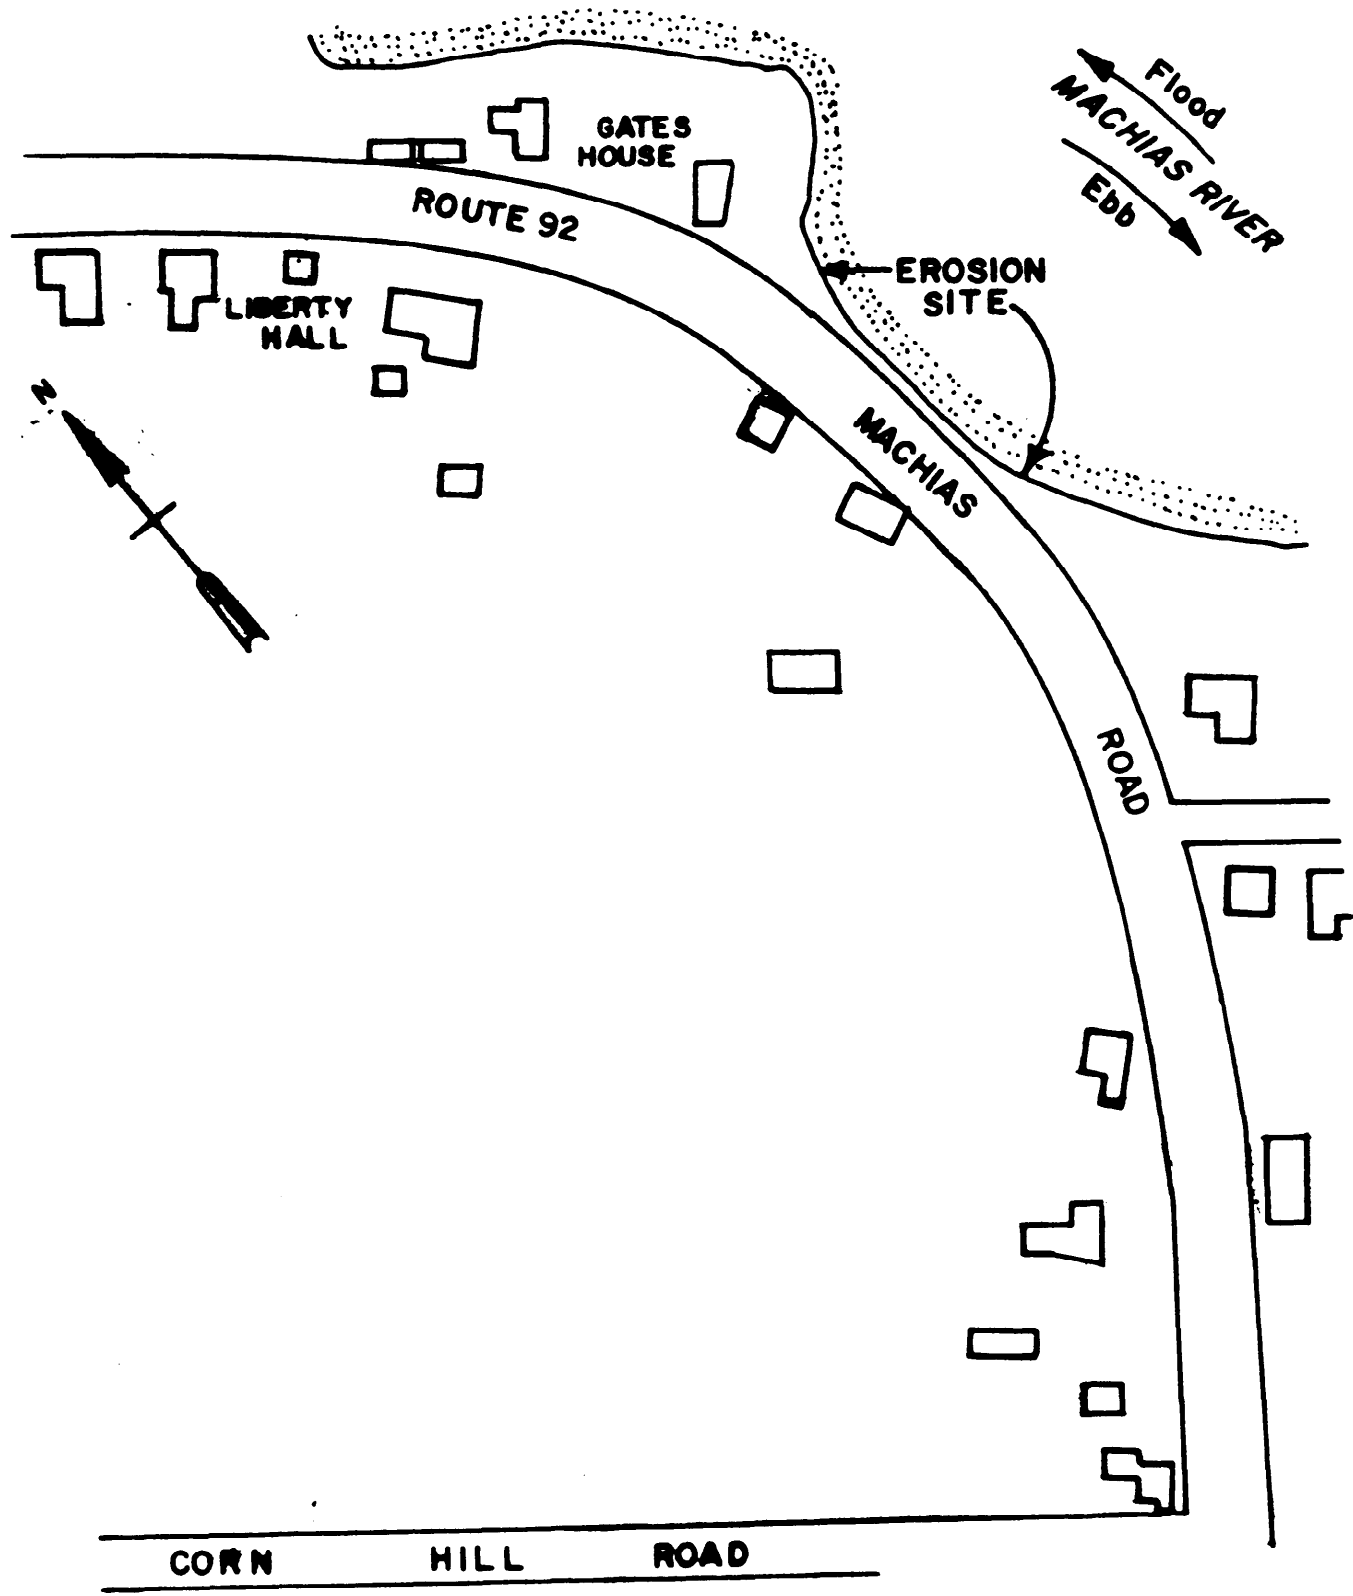 Flood
MACHIAS RIVER
Ebb
GATES
HOUSE
ROUTE 92
EROSION
SITE
LIBERTY
HALL
N
MACHIAS
ROAD
CORN HILL ROAD